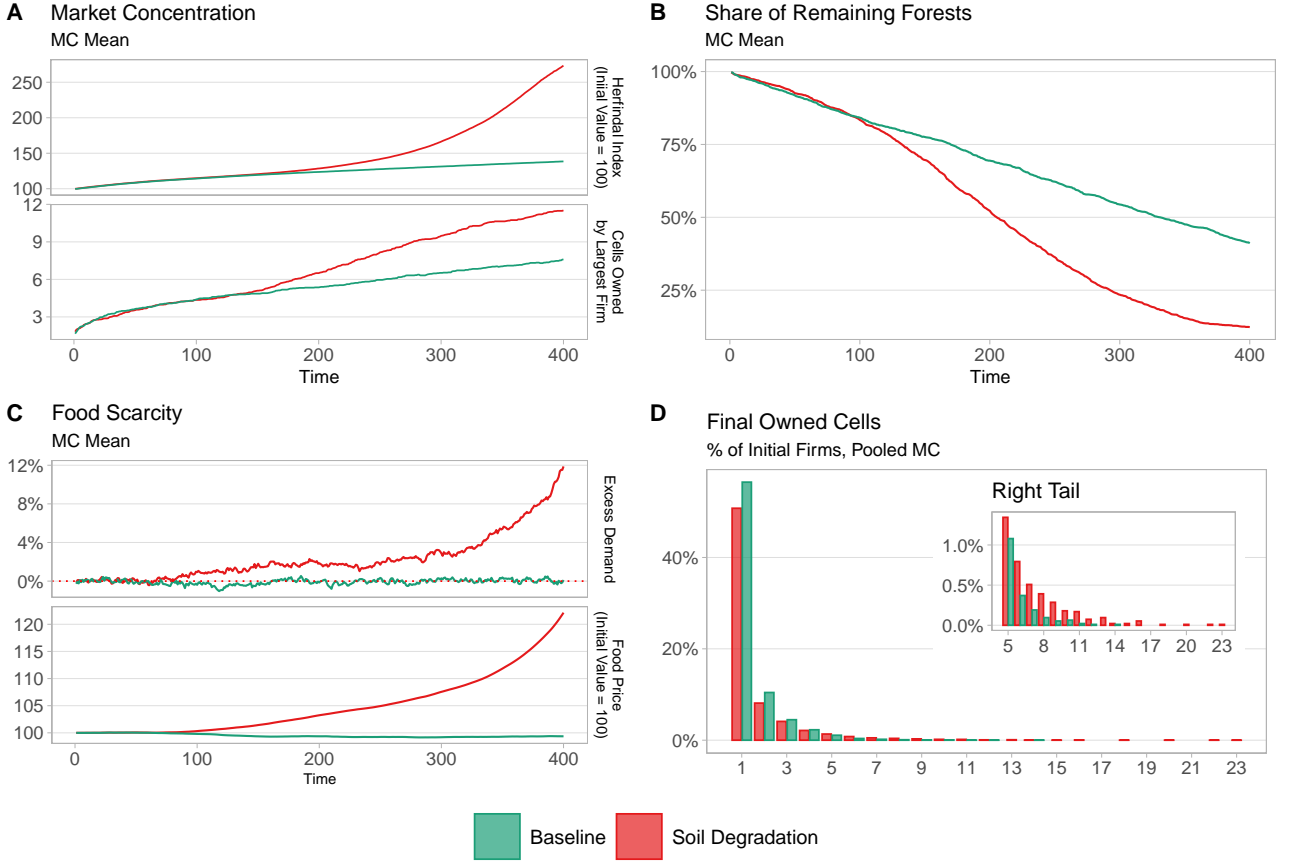 A
Market Concentration
MC Mean
250
200
150
100
Herfindal Index
(Iniial Value = 100)
12
9
6
3
Cells Owned
by Largest Firm
0 100 200 300 400
Time
B
Share of Remaining Forests
MC Mean
100%
75%
50%
25%
0 100 200 300 400
Time
C
Food Scarcity
MC Mean
12%
8%
4%
0%
Excess Demand
120
115
110
105
100
Food Price
(Initial Value = 100)
0 100 200 300 400
Time
D
Final Owned Cells
% of Initial Firms, Pooled MC
40%
20%
0%
1 3 5 7 9 11 13 15 17 19 21 23
Right Tail
1.0%
0.5%
0.0%
5 8 11 14 17 20 23
Baseline Soil Degradation